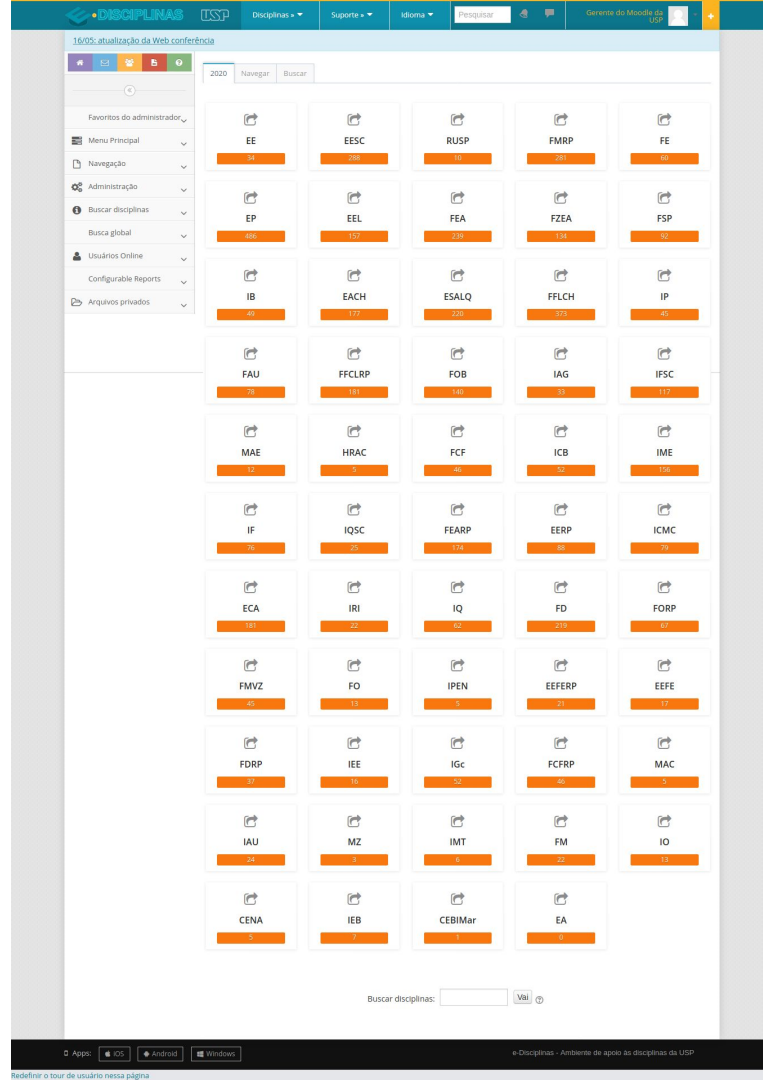 e-DISCIPLINAS USP Disciplinas » Suporte » Idioma Pesquisar Gerente do Moodle da USP
16/05: atualização da Web conferência
2020 Navegar Buscar
Favoritos do administrador
Menu Principal
Navegação
Administração
Buscar disciplinas
Busca global
Usuários Online
Configurable Reports
Arquivos privados
EE EESC RUSP FMRP FE
34 288 10 281 60
EP EEL FEA FZEA FSP
486 157 239 134 92
IB EACH ESALQ FFLCH IP
49 177 220 373 45
FAU FFCLRP FOB IAG IFSC
78 181 140 33 117
MAE HRAC FCF ICB IME
12 5 46 52 156
IF IQSC FEARP EERP ICMC
76 25 174 88 79
ECA IRI IQ FD FORP
181 22 62 219 67
FMVZ FO IPEN EEFERP EEFE
45 13 5 21 17
FDRP IEE IGc FCFRP MAC
37 16 52 46 5
IAU MZ IMT FM IO
24 3 6 22 13
CENA IEB CEBIMar EA
5 7 1 0
Buscar disciplinas: Vai
Apps: iOS Android Windows e-Disciplinas - Ambiente de apoio às disciplinas da USP
Redefinir o tour de usuário nessa página